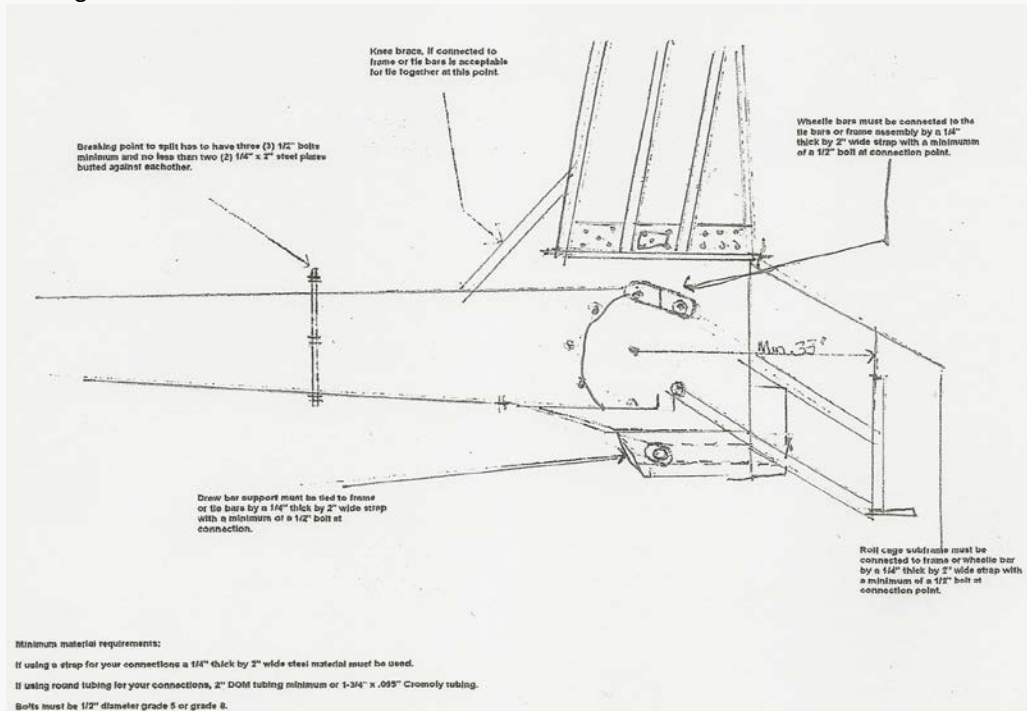 Knee brace, if connected to
frame or tie bars is acceptable
for tie together at this point.
Wheelie bars must be connected to the
tie bars or frame assembly by a 1/4"
thick by 2" wide strap with a minimumm
of a 1/2" bolt at connection point.
Breaking point to split has to have three (3) 1/2" bolts
minimum and no less than two (2) 1/4" x 2" steel plates
butted against eachother.
Min. 33"
Draw bar support must be tied to frame
or tie bars by a 1/4" thick by 2" wide strap
with a minimum of a 1/2" bolt at
connection.
Roll cage subframe must be
connected to frame or wheelie bar
by a 1/4" thick by 2" wide strap with
a minimum of a 1/2" bolt at
connection point.
Minimum material requirements:
If using a strap for your connections a 1/4" thick by 2" wide steel material must be used.
If using round tubing for your connections, 2" DOM tubing minimum or 1-3/4" x .095" Cromoly tubing.
Bolts must be 1/2" diameter grade 5 or grade 8.